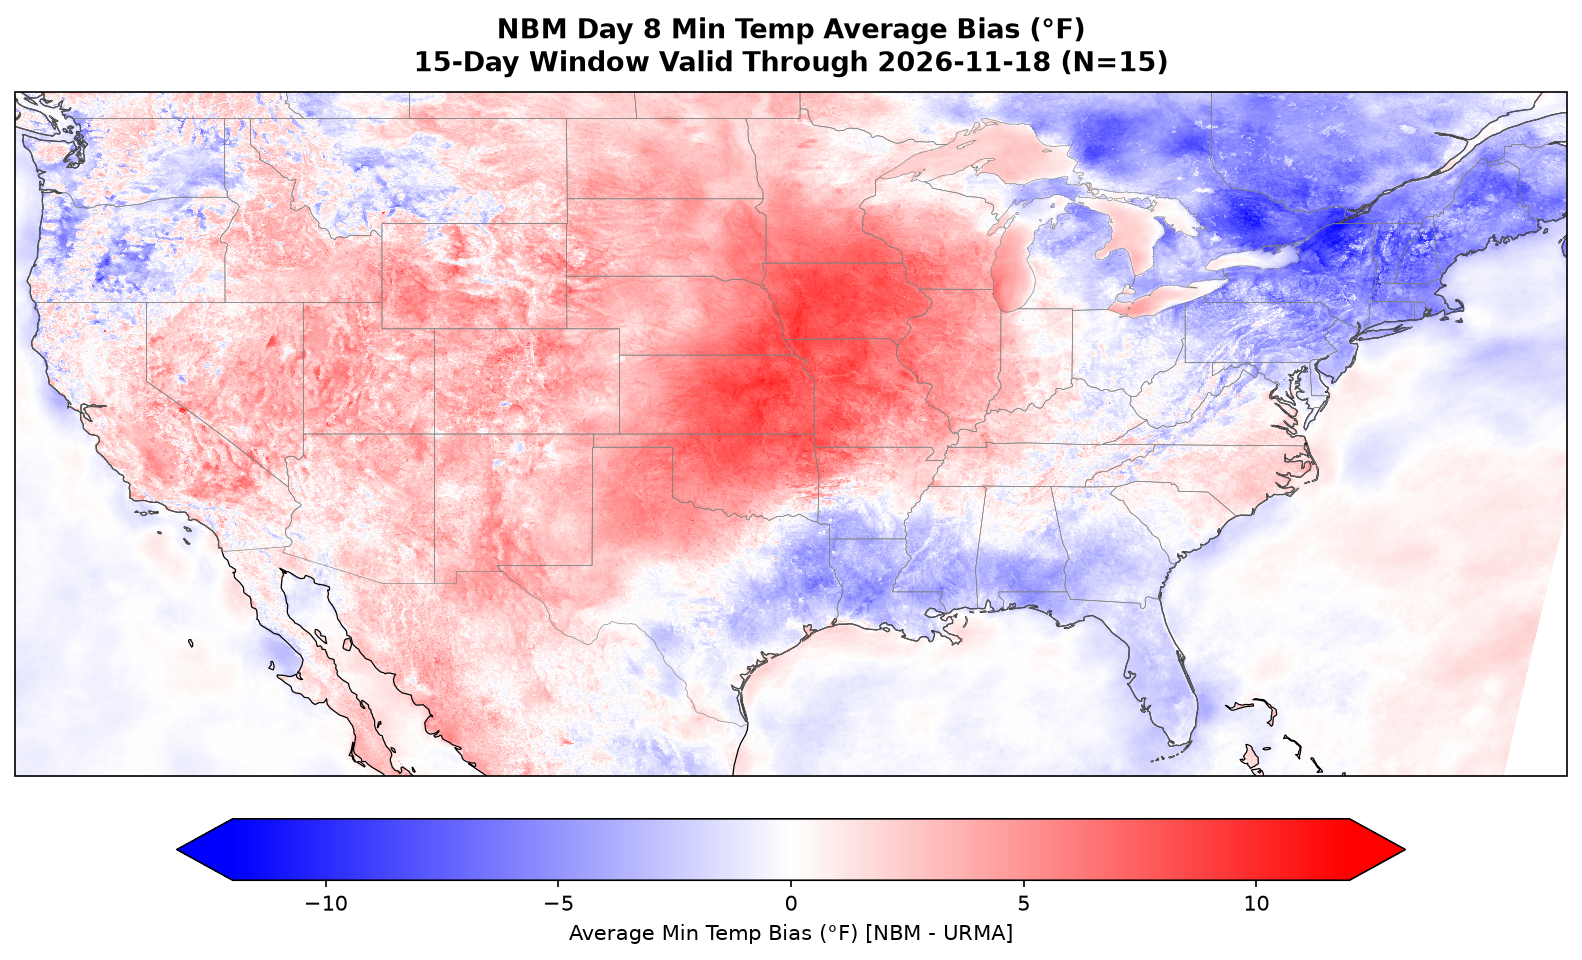 NBM Day 8 Min Temp Average Bias (°F)
15-Day Window Valid Through 2026-11-18 (N=15)
−10 −5 0 5 10
Average Min Temp Bias (°F) [NBM - URMA]